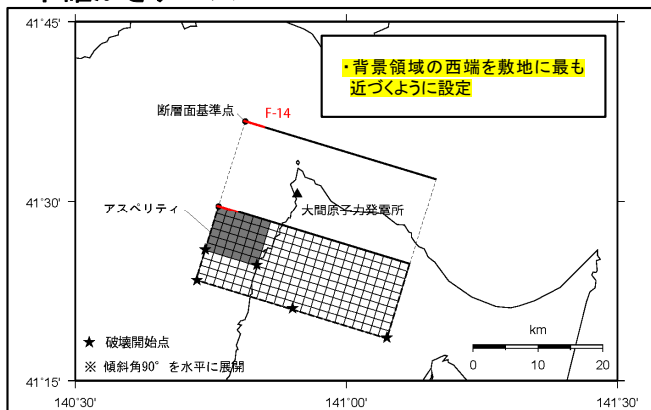 41°45'
・背景領域の西端を敷地に最も
近づくように設定
断層面基準点
F-14
41°30'
アスペリティ
大間原子力発電所
km
★ 破壊開始点
※ 傾斜角90° を水平に展開
0
10
20
41°15'
140°30'
141°00'
141°30'